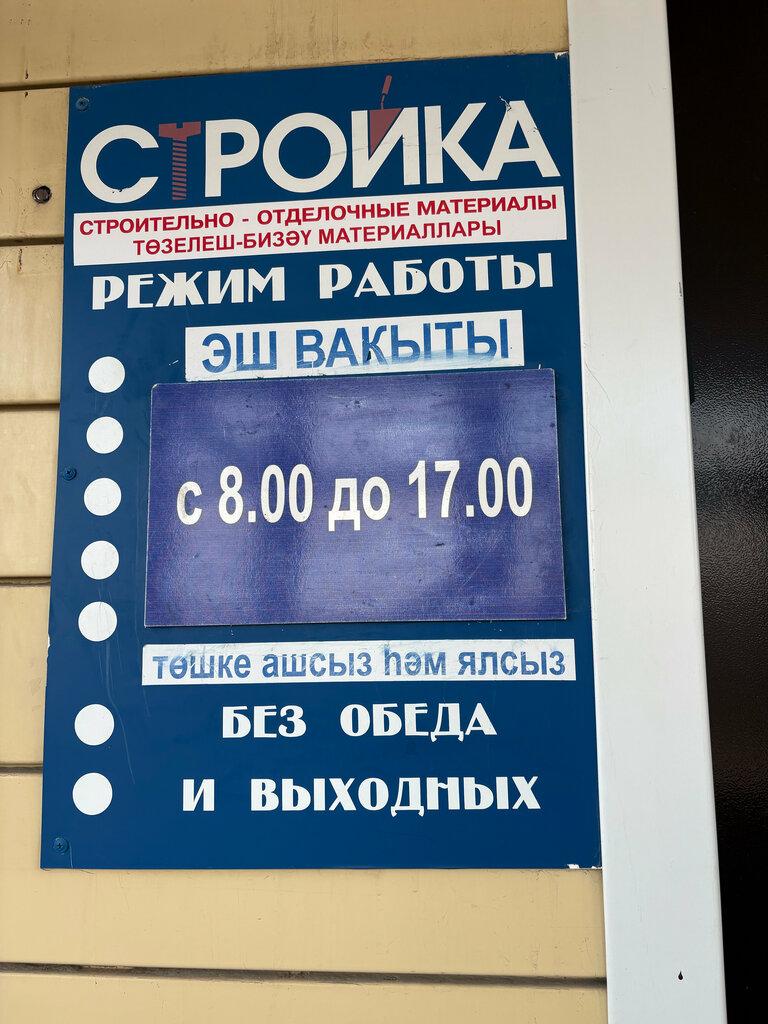 СТРОЙКА
СТРОИТЕЛЬНО - ОТДЕЛОЧНЫЕ МАТЕРИАЛЫ
ТӨЗЕЛЕШ-БИЗӘҮ МАТЕРИАЛЛАРЫ
РЕЖИМ РАБОТЫ
ЭШ ВАКЫТЫ
с 8.00 до 17.00
төшке ашсыз һәм ялсыз
БЕЗ ОБЕДА
И ВЫХОДНЫХ